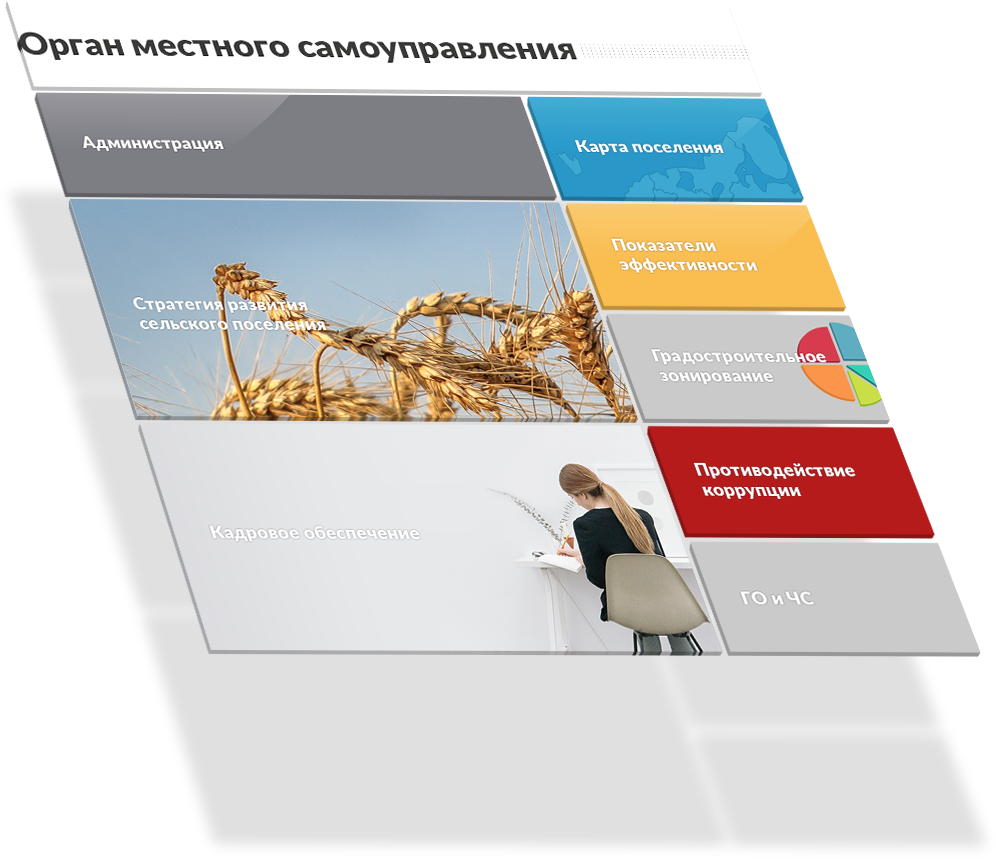 Орган местного самоуправления
Администрация
Карта поселения
Показатели
эффективности
Стратегия развития
сельского поселения
Градостроительное
зонирование
Противодействие
коррупции
Кадровое обеспечение
ГО и ЧС